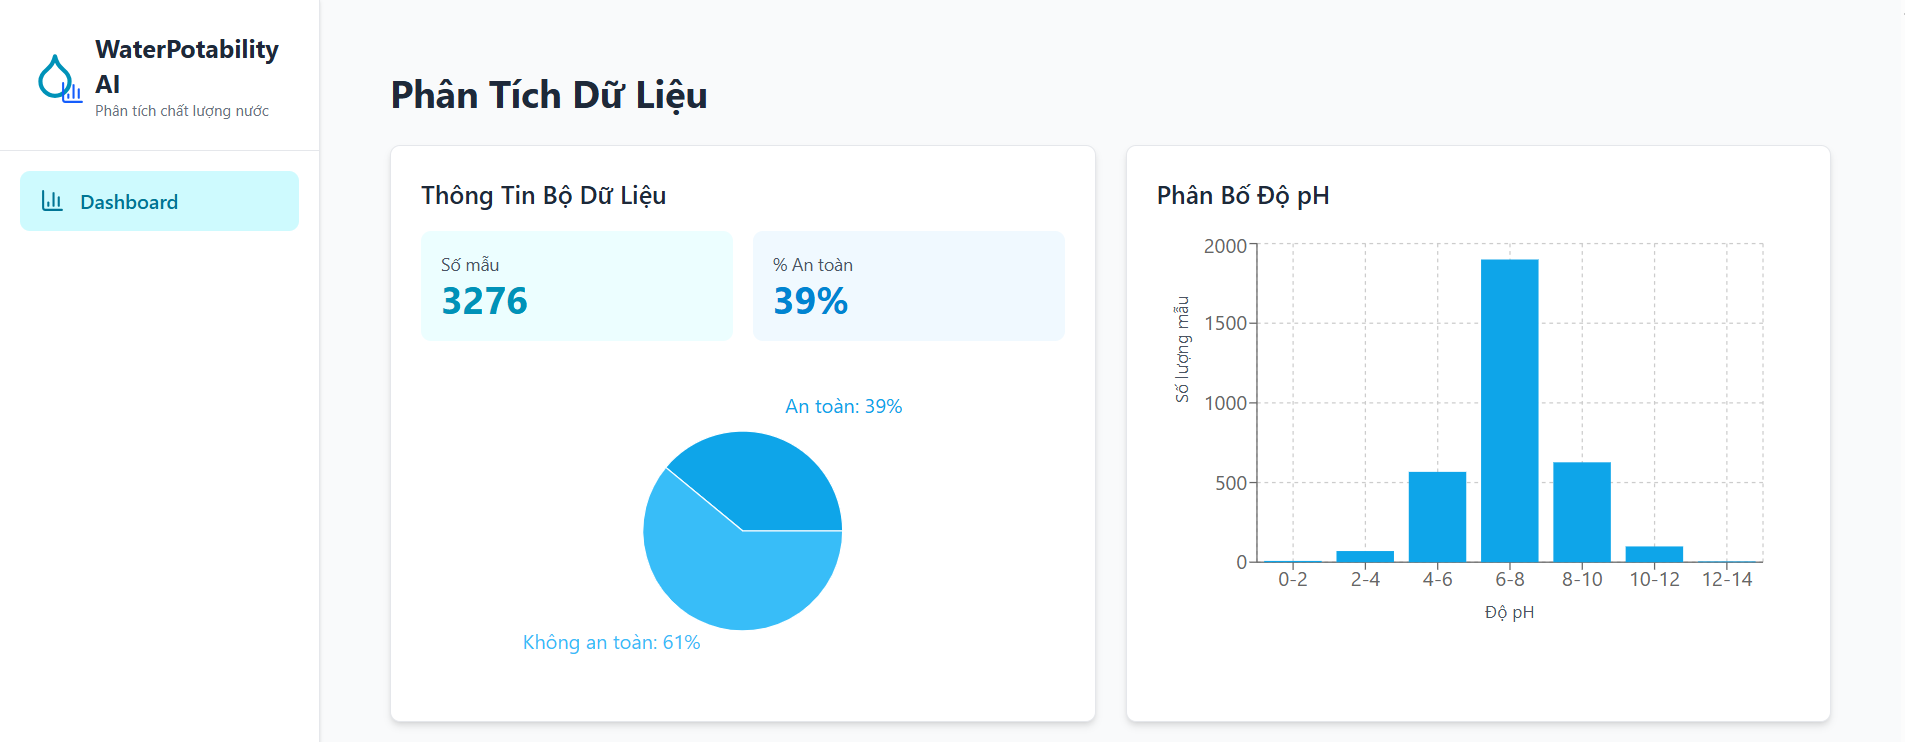 WaterPotability
AI
Phân tích chất lượng nước
Dashboard
Phân Tích Dữ Liệu
Thông Tin Bộ Dữ Liệu
Số mẫu
3276
% An toàn
39%
An toàn: 39%
Không an toàn: 61%
Phân Bố Độ pH
Số lượng mẫu
2000
1500
1000
500
0
0-2 2-4 4-6 6-8 8-10 10-12 12-14
Độ pH